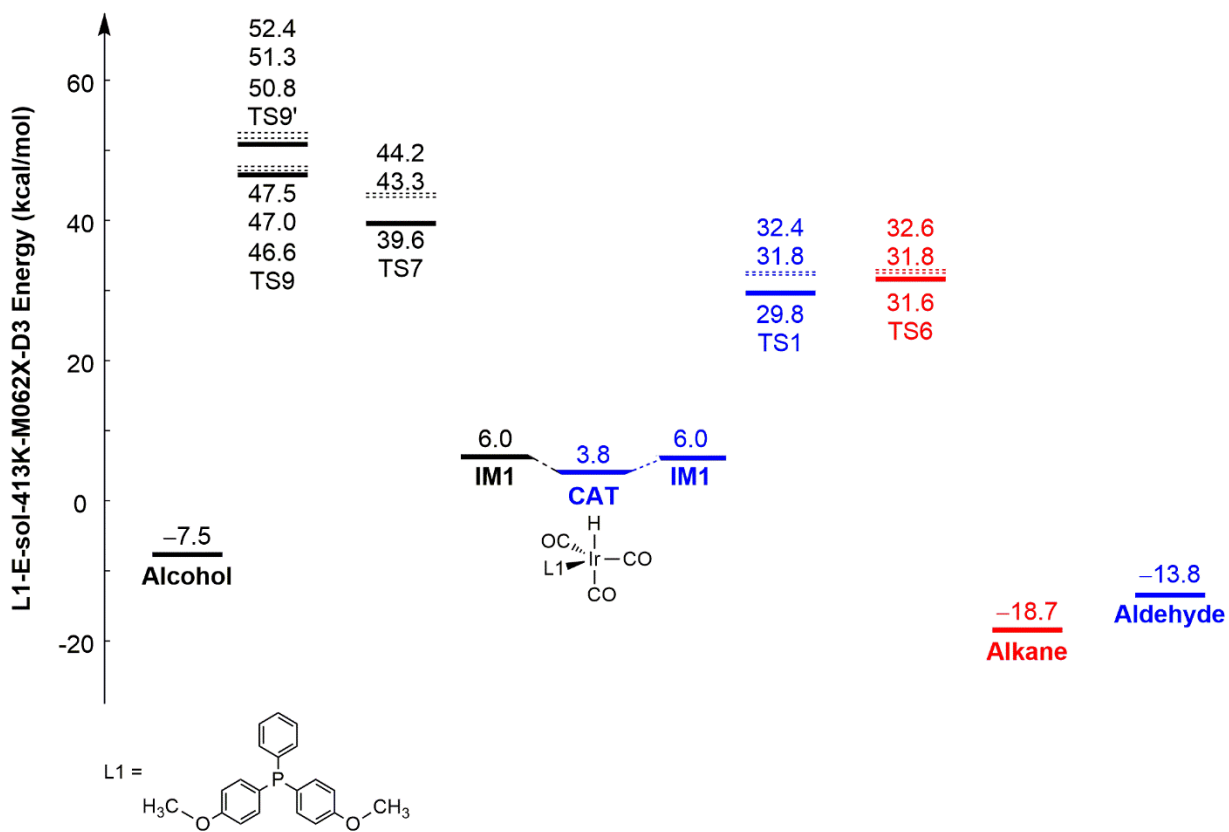 L1-E-sol-413K-M062X-D3 Energy (kcal/mol)
60
40
20
0
-20
52.4
51.3
50.8
TS9'
47.5
47.0
46.6
TS9
44.2
43.3
39.6
TS7
32.4
31.8
29.8
TS1
32.6
31.8
31.6
TS6
6.0
IM1
3.8
CAT
6.0
IM1
H
OC
Ir
CO
L1
CO
−7.5
Alcohol
−18.7
Alkane
−13.8
Aldehyde
L1 =
P
H3C
O
O
CH3